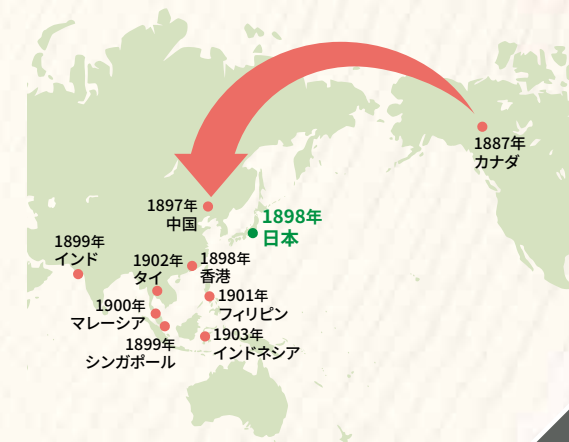 1887年
カナダ
1897年
中国
1898年
日本
1899年
インド
1902年
タイ
1898年
香港
1900年
マレーシア
1901年
フィリピン
1899年
シンガポール
1903年
インドネシア